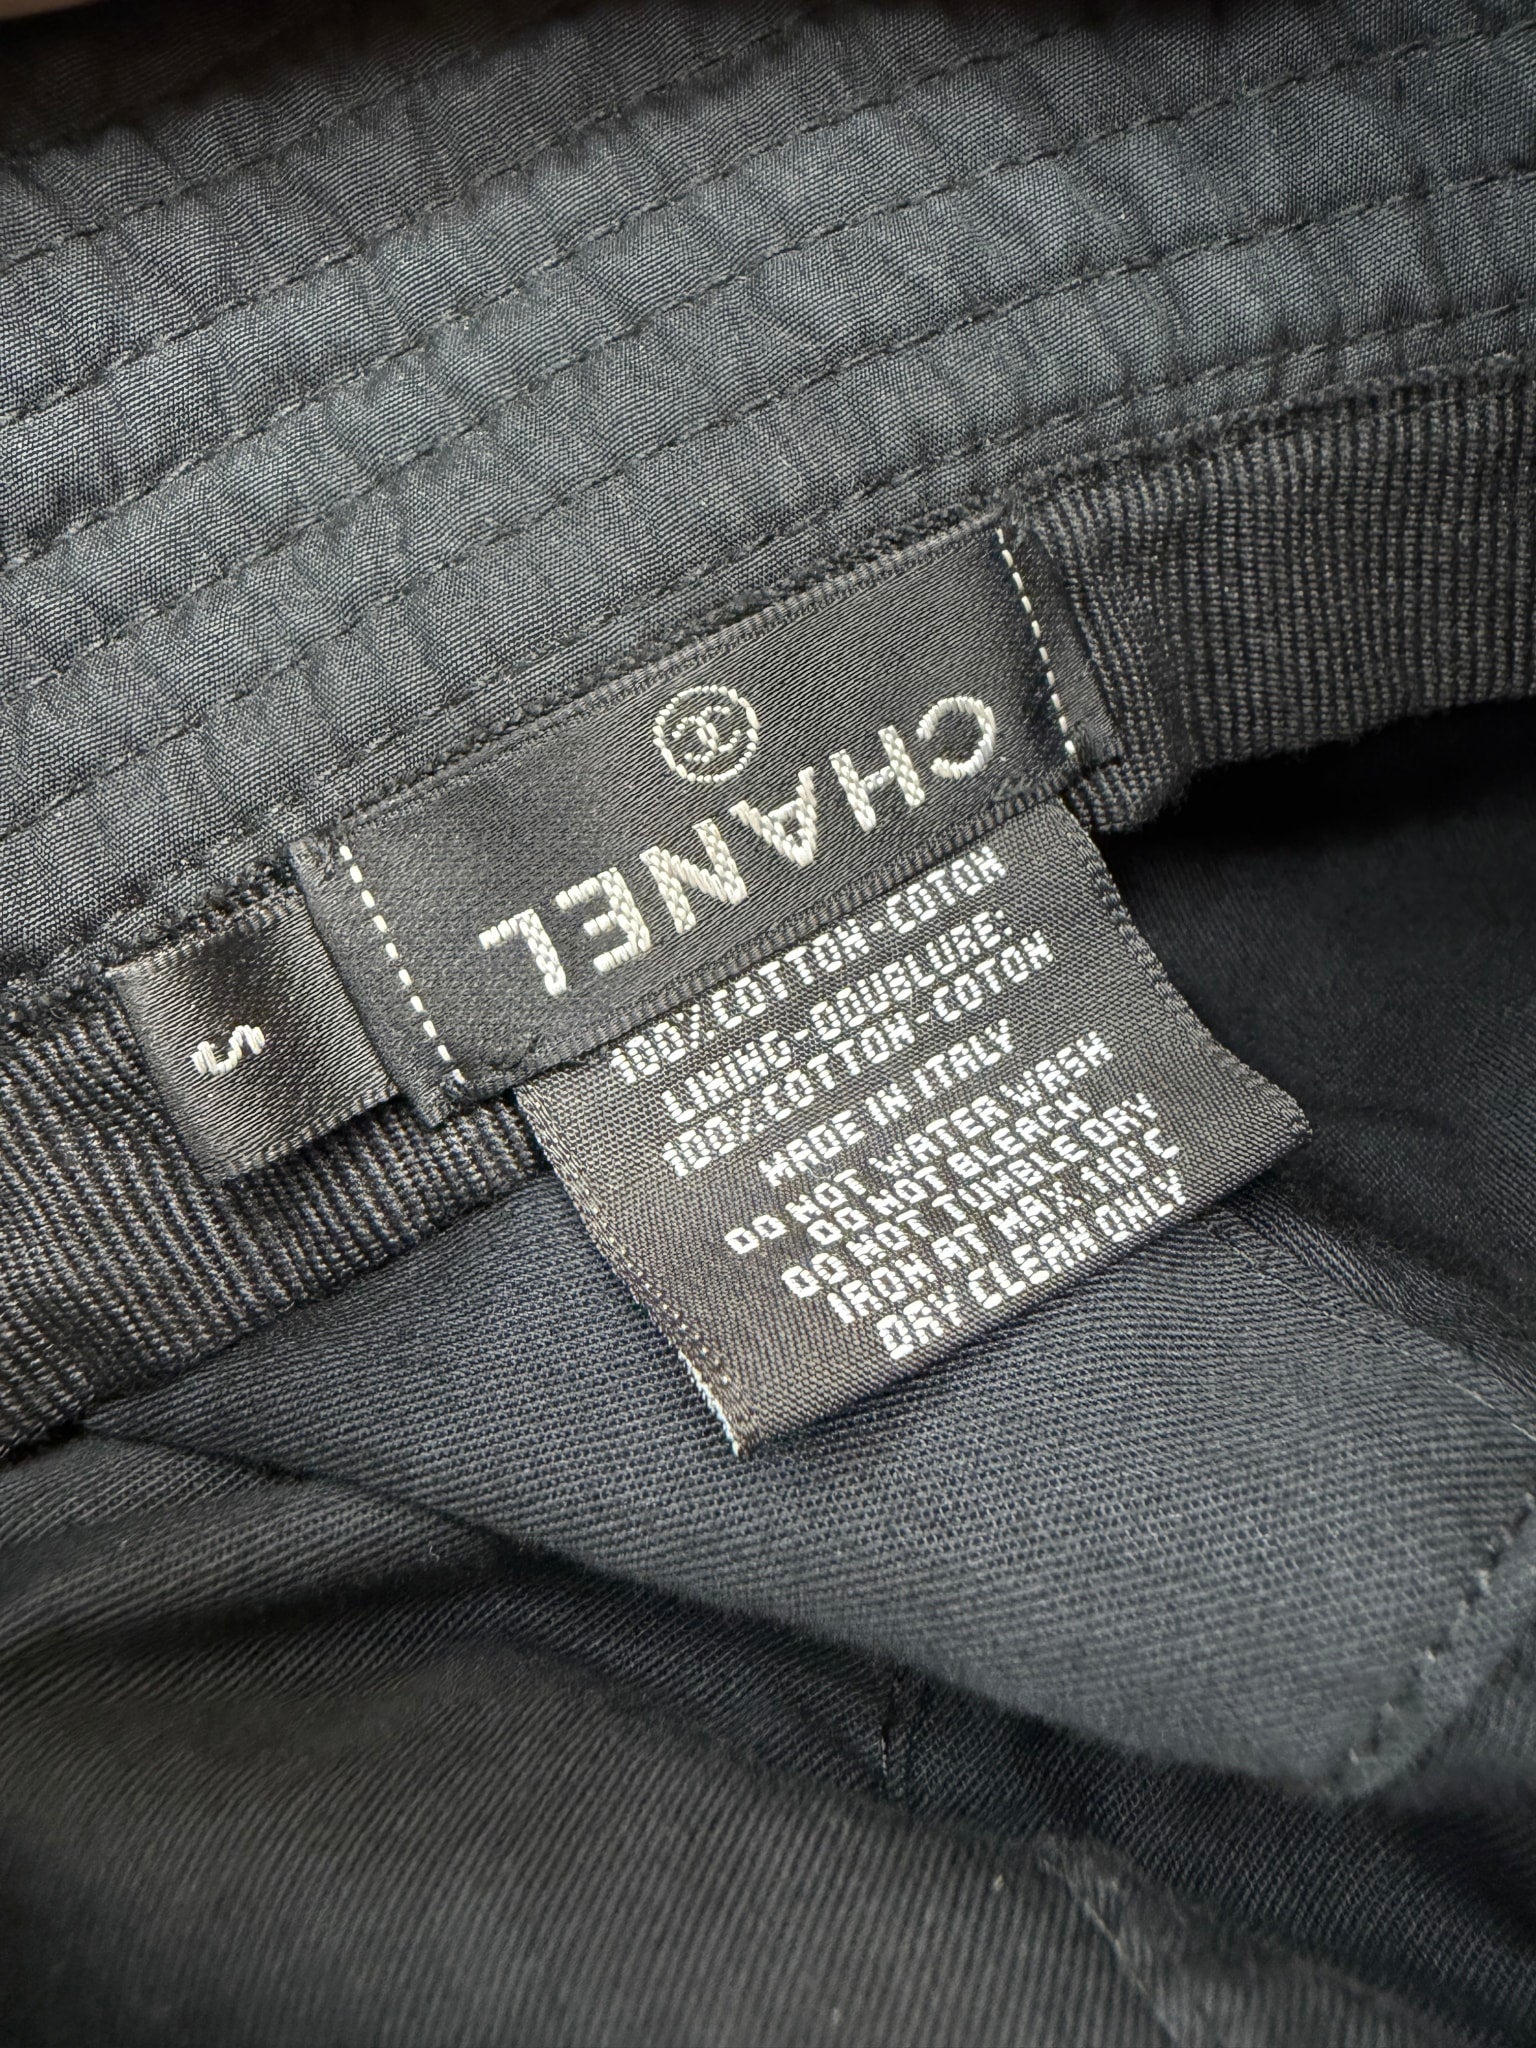 CHANEL
S
100% COTTON-COTON
LINING-DOUBLURE:
100% COTTON-COTON
MADE IN ITALY
DO NOT WATER WASH
DO NOT BLEACH
DO NOT TUMBLE DRY
IRON AT MAX. 110°C
DRY CLEAN ONLY